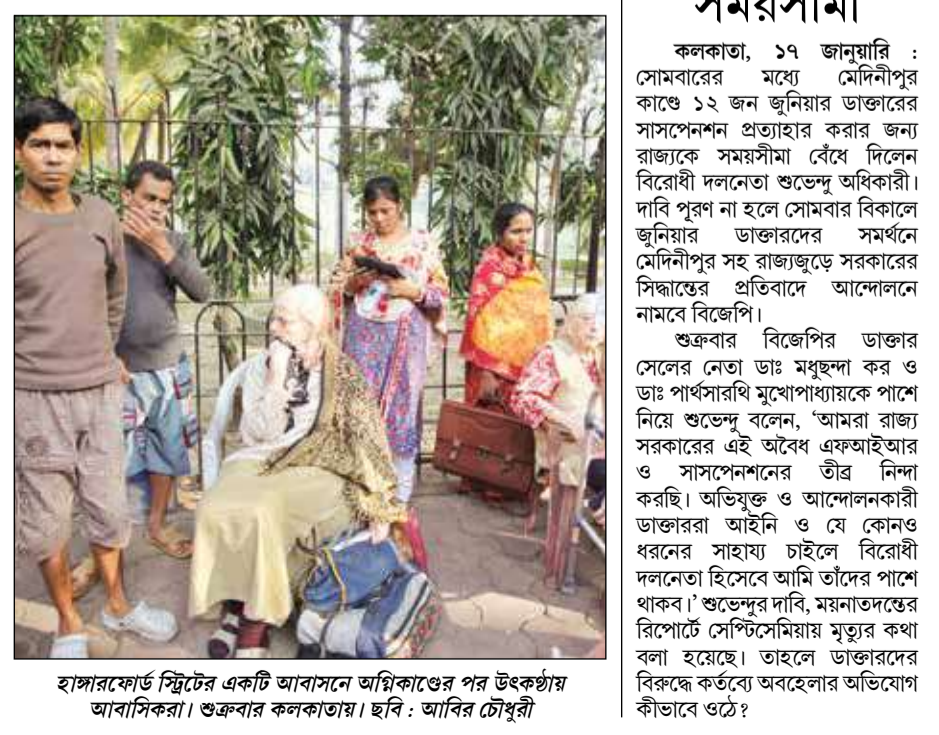 হাঙ্গারফোর্ড স্ট্রিটের একটি আবাসনে অগ্নিকাণ্ডের পর উৎকণ্ঠায়
আবাসিকরা। শুক্রবার কলকাতায়। ছবি : আবির চৌধুরী
সময়সীমা
কলকাতা, ১৭ জানুয়ারি :
সোমবারের মধ্যে মেদিনীপুর
কাণ্ডে ১২ জন জুনিয়ার ডাক্তারের
সাসপেনশন প্রত্যাহার করার জন্য
রাজ্যকে সময়সীমা বেঁধে দিলেন
বিরোধী দলনেতা শুভেন্দু অধিকারী।
দাবি পূরণ না হলে সোমবার বিকালে
জুনিয়ার ডাক্তারদের সমর্থনে
মেদিনীপুর সহ রাজ্যজুড়ে সরকারের
সিদ্ধান্তের প্রতিবাদে আন্দোলনে
নামবে বিজেপি।
শুক্রবার বিজেপির ডাক্তার
সেলের নেতা ডাঃ মধুছন্দা কর ও
ডাঃ পার্থসারথি মুখোপাধ্যায়কে পাশে
নিয়ে শুভেন্দু বলেন, ‘আমরা রাজ্য
সরকারের এই অবৈধ এফআইআর
ও সাসপেনশনের তীব্র নিন্দা
করছি। অভিযুক্ত ও আন্দোলনকারী
ডাক্তাররা আইনি ও যে কোনও
ধরনের সাহায্য চাইলে বিরোধী
দলনেতা হিসেবে আমি তাঁদের পাশে
থাকব।’ শুভেন্দুর দাবি, ময়নাতদন্তের
রিপোর্টে সেপ্টিসেমিয়ায় মৃত্যুর কথা
বলা হয়েছে। তাহলে ডাক্তারদের
বিরুদ্ধে কর্তব্যে অবহেলার অভিযোগ
কীভাবে ওঠে?